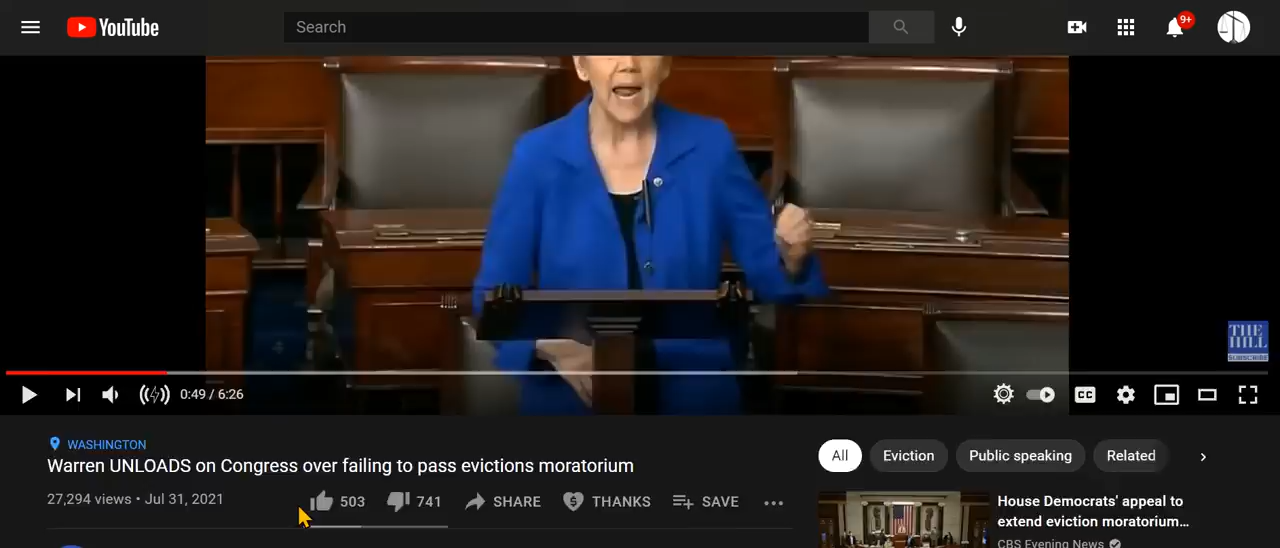 YouTube
Search
9+
THE
HILL
SUBSCRIBE
0:49 / 6:26
CC
WASHINGTON
Warren UNLOADS on Congress over failing to pass evictions moratorium
27,294 views • Jul 31, 2021
503
741
SHARE
THANKS
SAVE
All
Eviction
Public speaking
Related
House Democrats' appeal to
extend eviction moratorium...
CBS Evening News